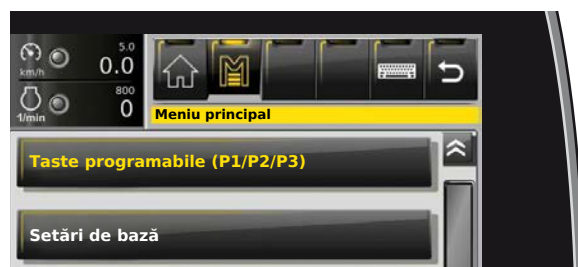 5.0
km/h 0.0
800
1/min 0
Meniu principal
Taste programabile (P1/P2/P3)
Setări de bază